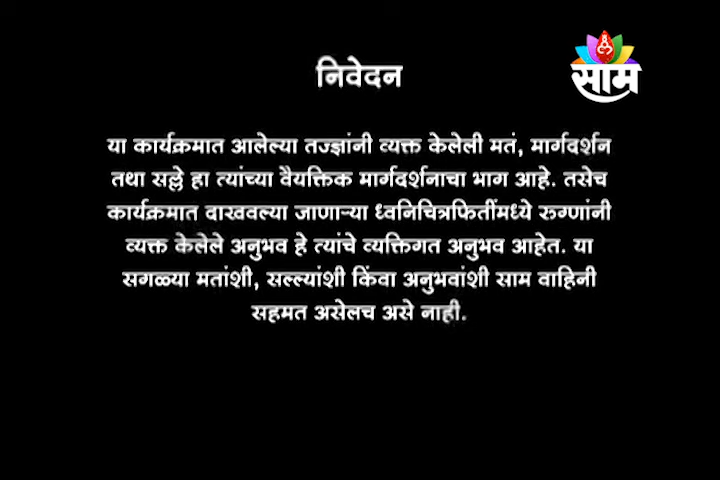 निवेदन
साम
या कार्यक्रमात आलेल्या तज्ज्ञांनी व्यक्त केलेली मतं, मार्गदर्शन
तथा सल्ले हा त्यांच्या वैयक्तिक मार्गदर्शनाचा भाग आहे. तसेच
कार्यक्रमात दाखवल्या जाणाऱ्या ध्वनिचित्रफितींमध्ये रुग्णांनी
व्यक्त केलेले अनुभव हे त्यांचे व्यक्तिगत अनुभव आहेत. या
सगळ्या मतांशी, सल्ल्यांशी किंवा अनुभवांशी साम वाहिनी
सहमत असेलच असे नाही.